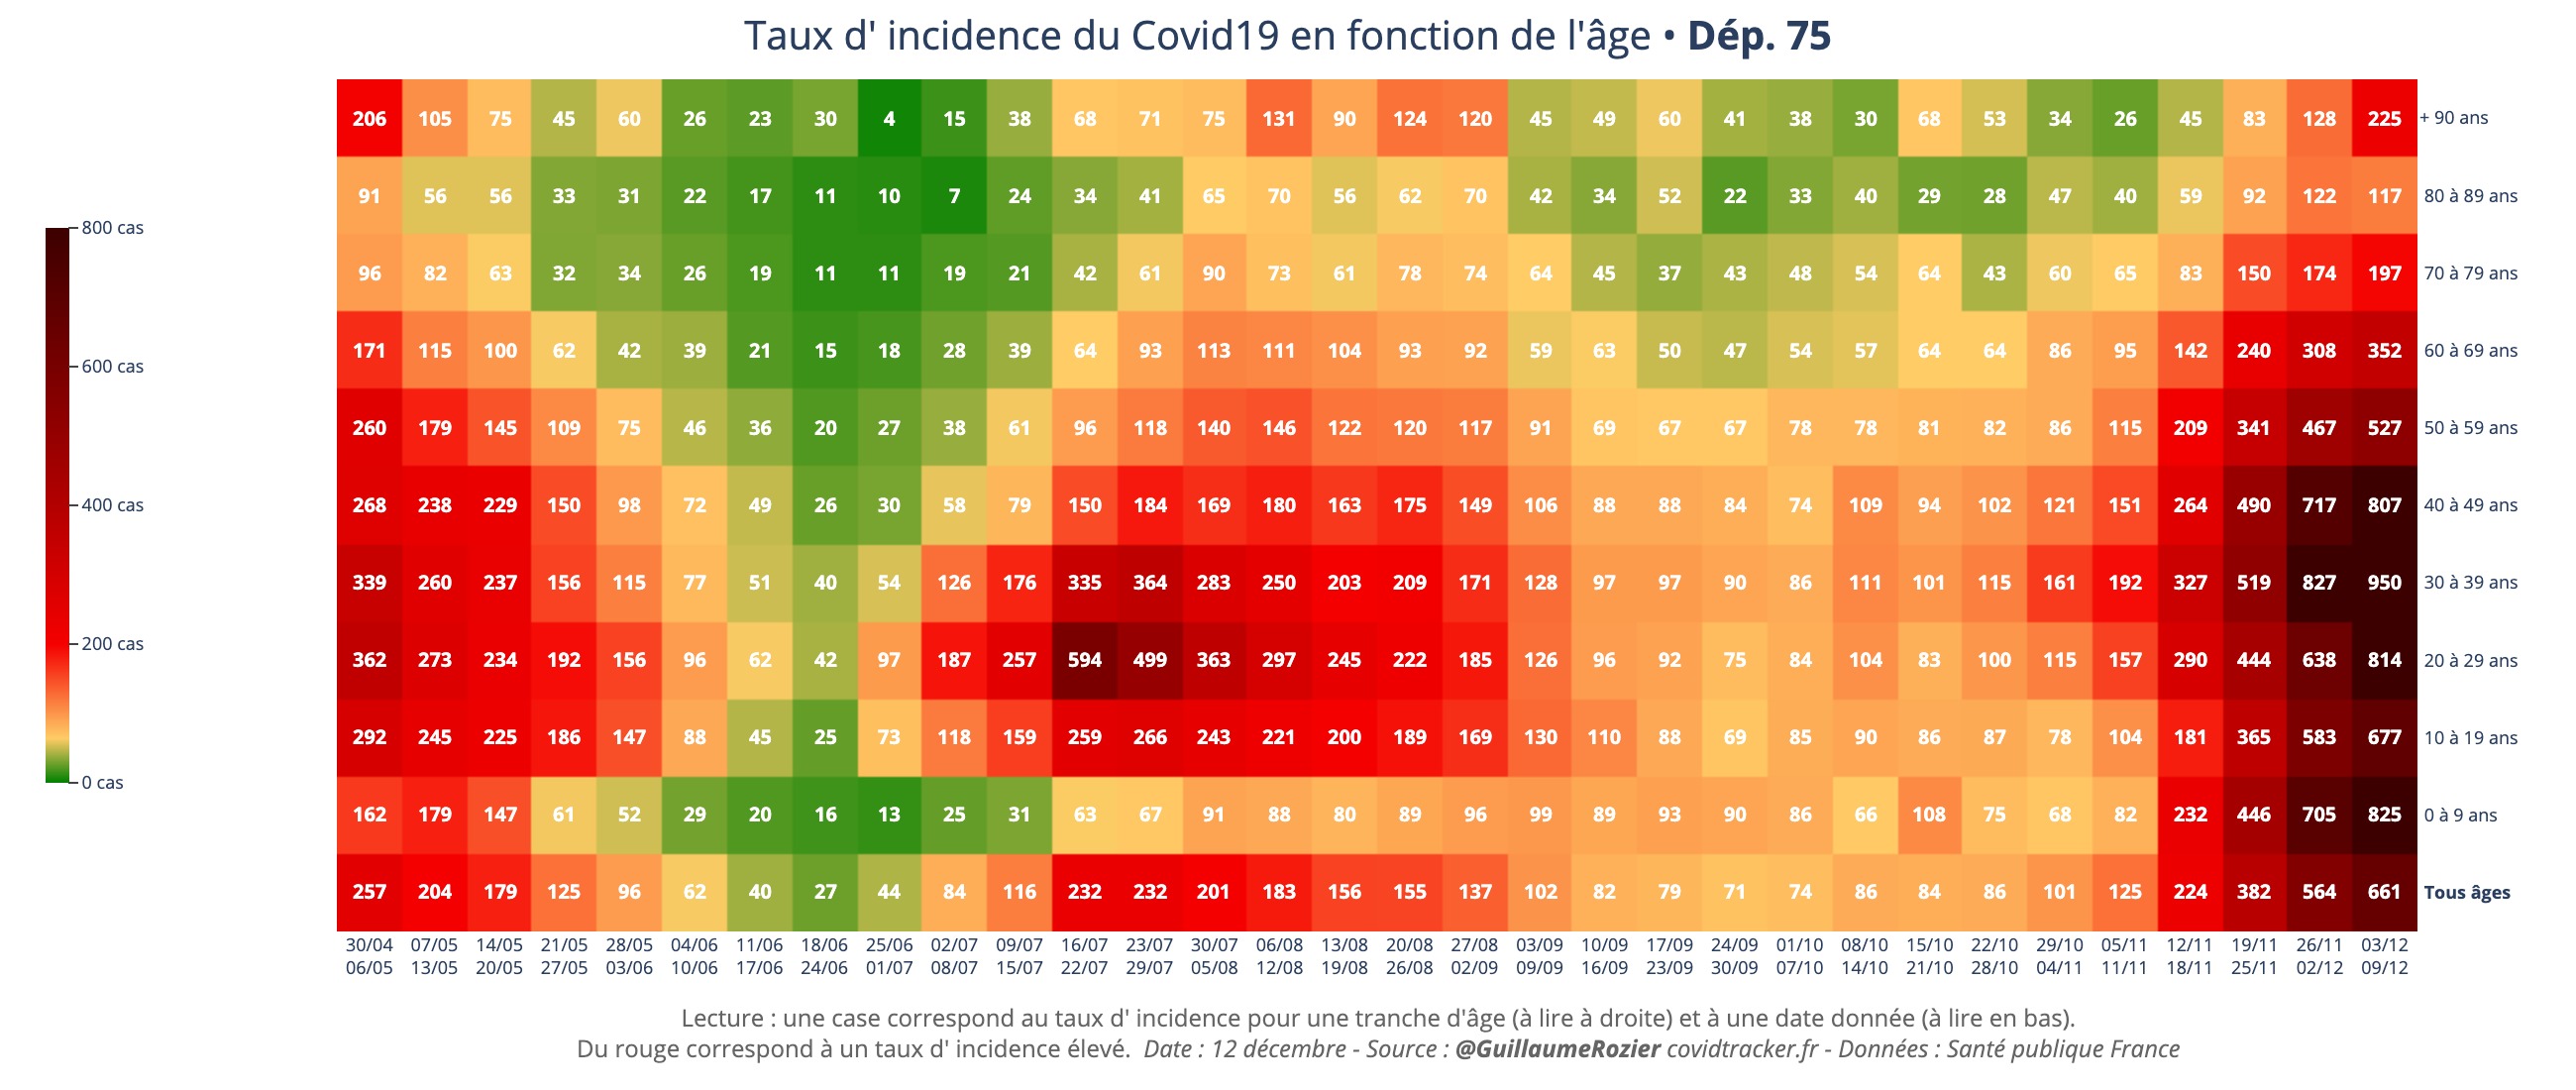 Taux d' incidence du Covid19 en fonction de l'âge • Dép. 75
800 cas
600 cas
400 cas
200 cas
0 cas
206 105 75 45 60 26 23 30 4 15 38 68 71 75 131 90 124 120 45 49 60 41 38 30 68 53 34 26 45 83 128 225 + 90 ans
91 56 56 33 31 22 17 11 10 7 24 34 41 65 70 56 62 70 42 34 52 22 33 40 29 28 47 40 59 92 122 117 80 à 89 ans
96 82 63 32 34 26 19 11 11 19 21 42 61 90 73 61 78 74 64 45 37 43 48 54 64 43 60 65 83 150 174 197 70 à 79 ans
171 115 100 62 42 39 21 15 18 28 39 64 93 113 111 104 93 92 59 63 50 47 54 57 64 64 86 95 142 240 308 352 60 à 69 ans
260 179 145 109 75 46 36 20 27 38 61 96 118 140 146 122 120 117 91 69 67 67 78 78 81 82 86 115 209 341 467 527 50 à 59 ans
268 238 229 150 98 72 49 26 30 58 79 150 184 169 180 163 175 149 106 88 88 84 74 109 94 102 121 151 264 490 717 807 40 à 49 ans
339 260 237 156 115 77 51 40 54 126 176 335 364 283 250 203 209 171 128 97 97 90 86 111 101 115 161 192 327 519 827 950 30 à 39 ans
362 273 234 192 156 96 62 42 97 187 257 594 499 363 297 245 222 185 126 96 92 75 84 104 83 100 115 157 290 444 638 814 20 à 29 ans
292 245 225 186 147 88 45 25 73 118 159 259 266 243 221 200 189 169 130 110 88 69 85 90 86 87 78 104 181 365 583 677 10 à 19 ans
162 179 147 61 52 29 20 16 13 25 31 63 67 91 88 80 89 96 99 89 93 90 86 66 108 75 68 82 232 446 705 825 0 à 9 ans
257 204 179 125 96 62 40 27 44 84 116 232 232 201 183 156 155 137 102 82 79 71 74 86 84 86 101 125 224 382 564 661 Tous âges
30/04 07/05 14/05 21/05 28/05 04/06 11/06 18/06 25/06 02/07 09/07 16/07 23/07 30/07 06/08 13/08 20/08 27/08 03/09 10/09 17/09 24/09 01/10 08/10 15/10 22/10 29/10 05/11 12/11 19/11 26/11 03/12
06/05 13/05 20/05 27/05 03/06 10/06 17/06 24/06 01/07 08/07 15/07 22/07 29/07 05/08 12/08 19/08 26/08 02/09 09/09 16/09 23/09 30/09 07/10 14/10 21/10 28/10 04/11 11/11 18/11 25/11 02/12 09/12
Lecture : une case correspond au taux d' incidence pour une tranche d'âge (à lire à droite) et à une date donnée (à lire en bas).
Du rouge correspond à un taux d' incidence élevé. Date : 12 décembre - Source : @GuillaumeRozier covidtracker.fr - Données : Santé publique France